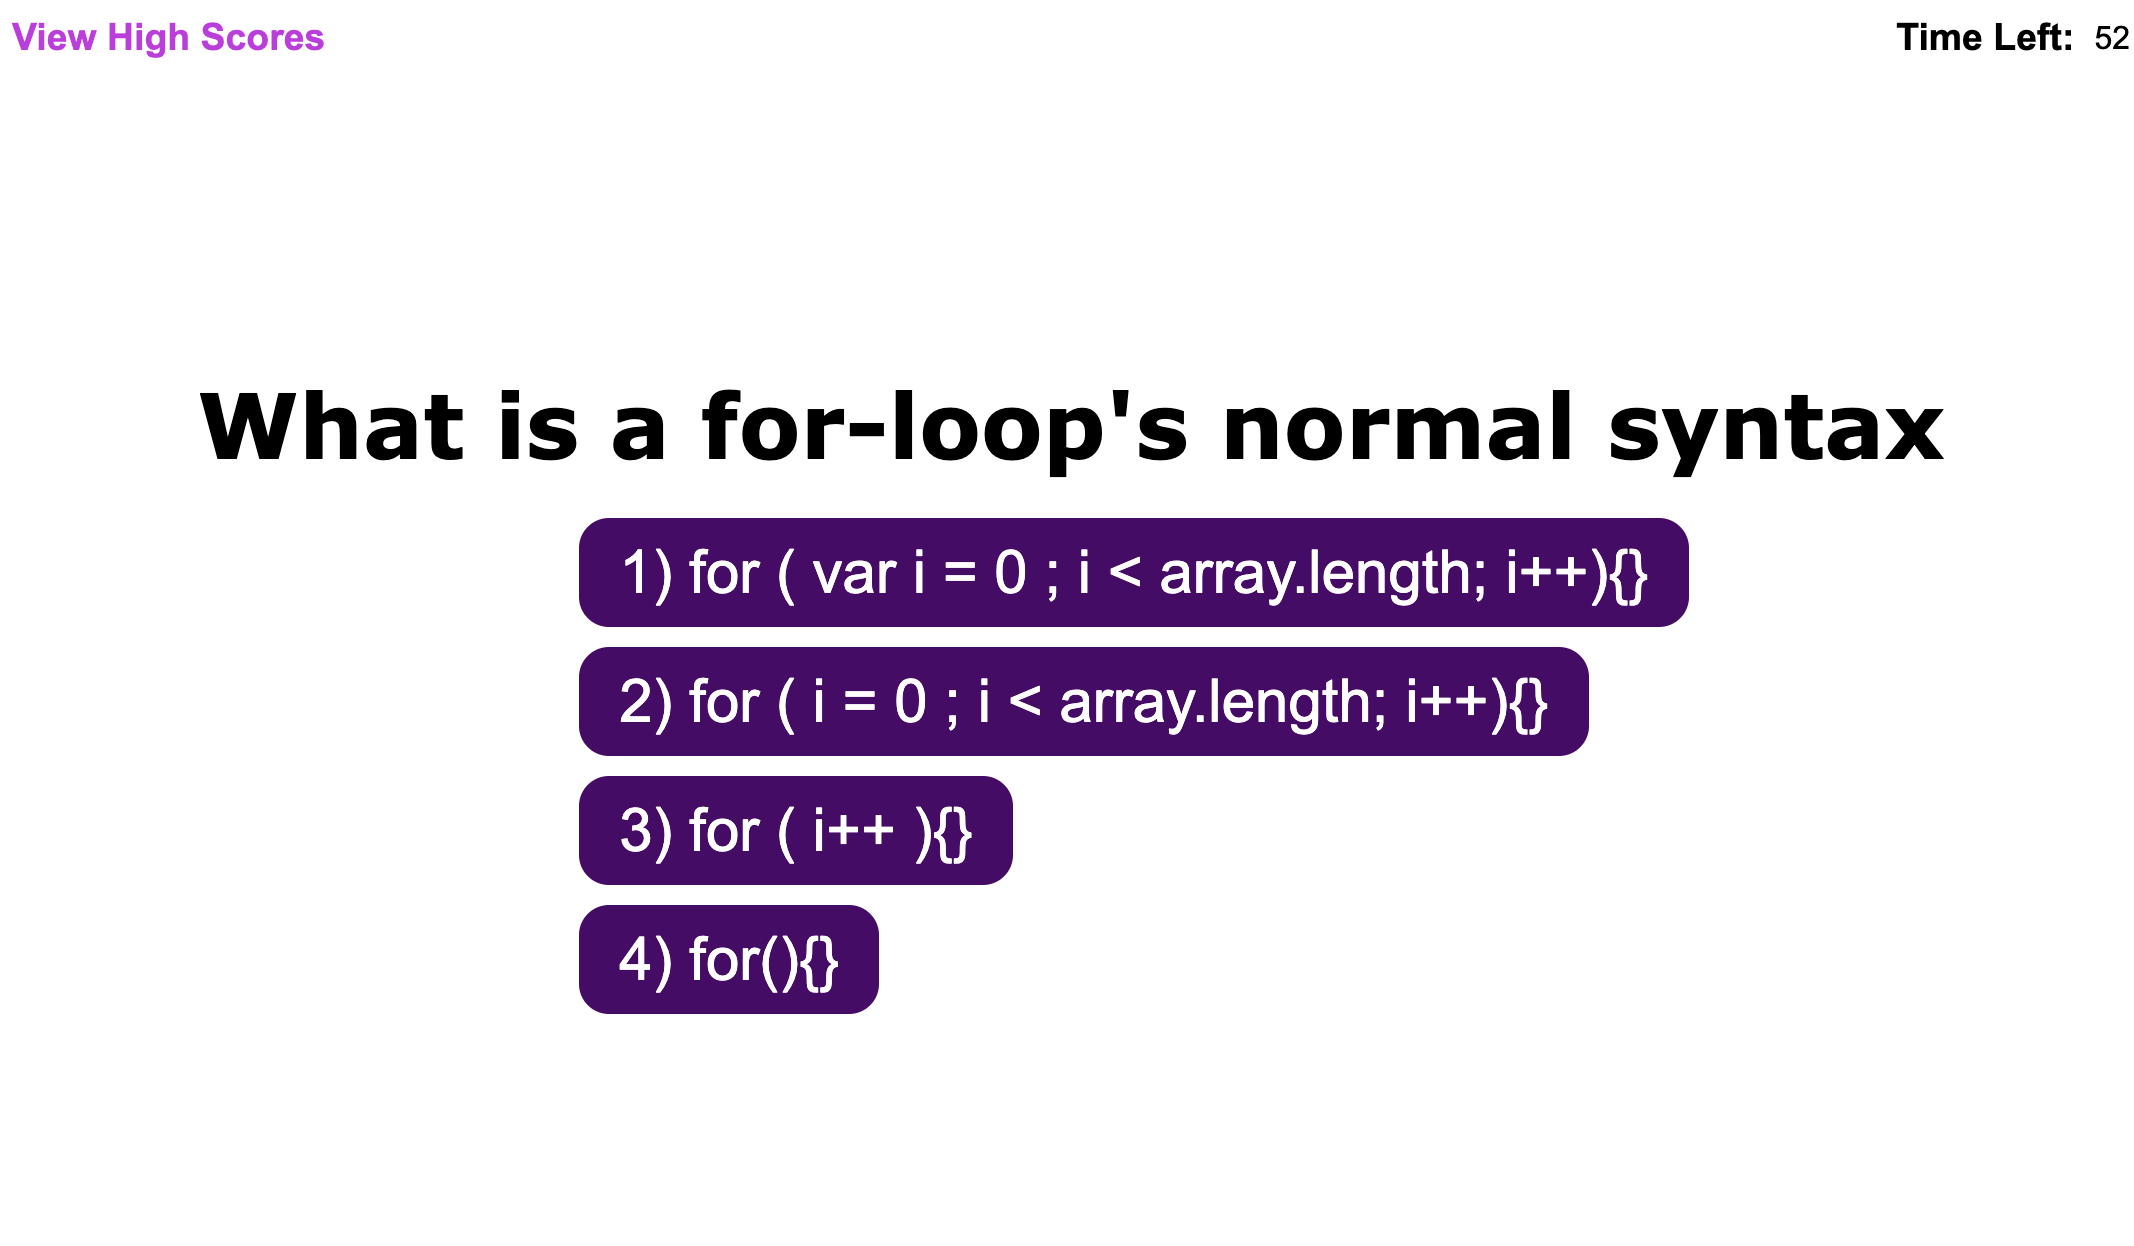 View High Scores
Time Left: 52
What is a for-loop's normal syntax
1) for ( var i = 0 ; i < array.length; i++){}
2) for ( i = 0 ; i < array.length; i++){}
3) for ( i++ ){}
4) for(){}